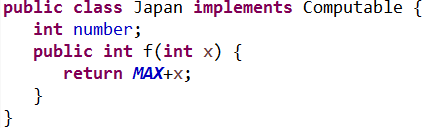 public class Japan implements Computable {
   int number;
   public int f(int x) {
      return MAX+x;
   }
}